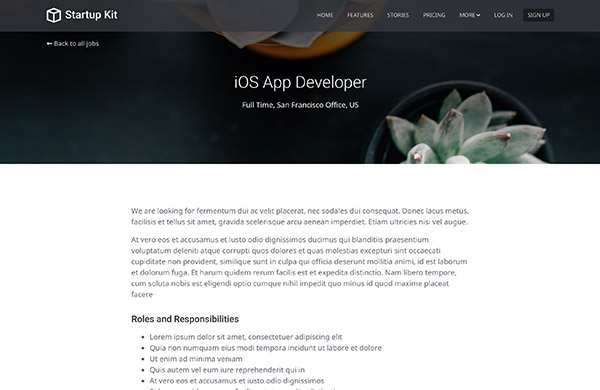 Startup Kit HOME FEATURES STORIES PRICING MORE LOG IN SIGN UP
Back to all jobs
iOS App Developer
Full Time, San Francisco Office, US
We are looking for fermentum dui ac velit placerat, nec sodales dui consequat. Donec lacus metus,
facilisis et tellus sit amet, gravida scelerisque arcu aenean imperdiet. Etiam ultricies nisi vel augue.
At vero eos et accusamus et iusto odio dignissimos ducimus qui blanditiis praesentium
voluptatum deleniti atque corrupti quos dolores et quas molestias excepturi sint occaecati
cupiditate non provident, similique sunt in culpa qui officia deserunt mollitia animi, id est laborum
et dolorum fuga. Et harum quidem rerum facilis est et expedita distinctio. Nam libero tempore,
cum soluta nobis est eligendi optio cumque nihil impedit quo minus id quod maxime placeat
facere
Roles and Responsibilities
Lorem ipsum dolor sit amet, consectetuer adipiscing elit
Quia non numquam eius modi tempora incidunt ut labore et dolore
Ut enim ad minima veniam
Quis autem vel eum iure reprehenderit qui in
At vero eos et accusamus et iusto odio dignissimos